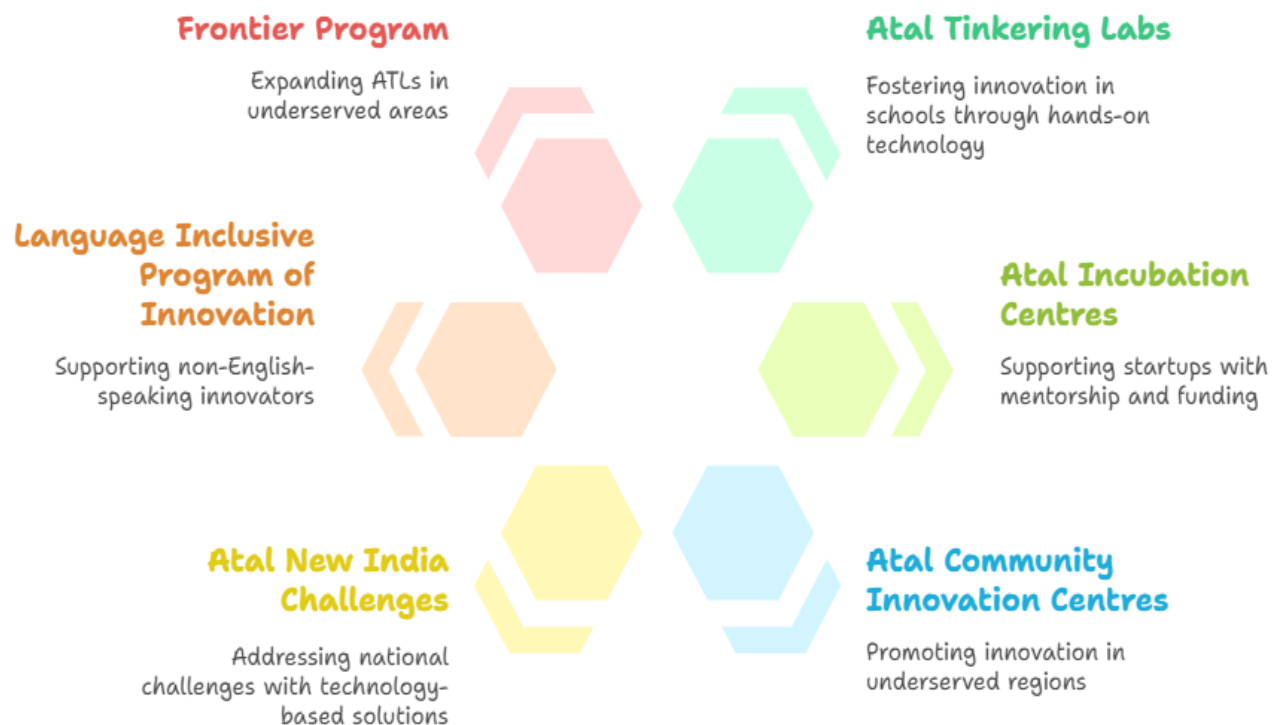 Frontier Program
Expanding ATLs in
underserved areas
Atal Tinkering Labs
Fostering innovation in
schools through hands-on
technology
Language Inclusive
Program of
Innovation
Supporting non-English-
speaking innovators
Atal Incubation
Centres
Supporting startups with
mentorship and funding
Atal New India
Challenges
Addressing national
challenges with technology-
based solutions
Atal Community
Innovation Centres
Promoting innovation in
underserved regions